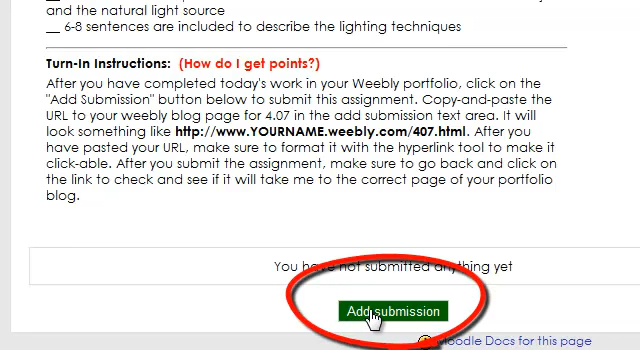 and the natural light source
__ 6-8 sentences are included to describe the lighting techniques
Turn-In Instructions: (How do I get points?)
After you have completed today's work in your Weebly portfolio, click on the
"Add Submission" button below to submit this assignment. Copy-and-paste the
URL to your weebly blog page for 4.07 in the add submission text area. It will
look something like http://www.YOURNAME.weebly.com/407.html. After you
have pasted your URL, make sure to format it with the hyperlink tool to make it
click-able. After you submit the assignment, make sure to go back and click on
the link to check and see if it will take me to the correct page of your portfolio
blog.
You have not submitted anything yet
Add submission
Moodle Docs for this page